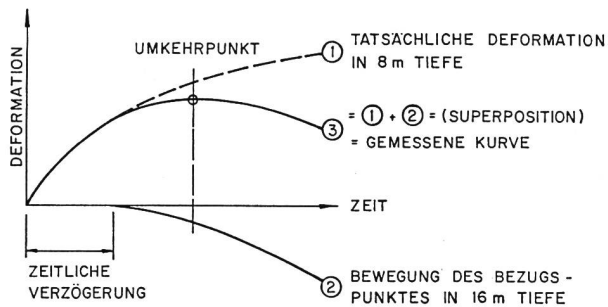 UMKEHRPUNKT
① TATSÄCHLICHE DEFORMATION
IN 8 m TIEFE
DEFORMATION
③ = ① + ② = (SUPERPOSITION)
= GEMESSENE KURVE
ZEIT
ZEITLICHE
VERZÖGERUNG
② BEWEGUNG DES BEZUGS-
PUNKTES IN 16 m TIEFE